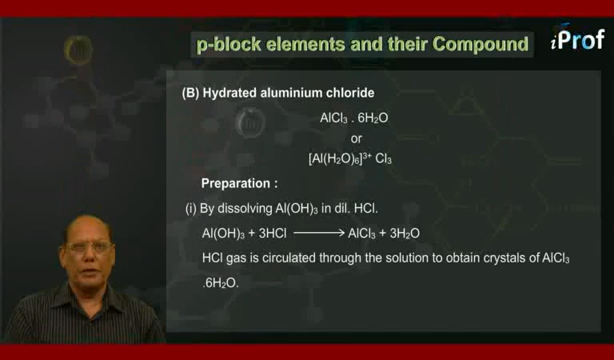 p-block elements and their Compound
iProf
(B) Hydrated aluminium chloride
AlCl₃ . 6H₂O
or
[Al(H₂O)₆]³⁺ Cl₃
Preparation :
(i) By dissolving Al(OH)₃ in dil. HCl.
Al(OH)₃ + 3HCl ⟶ AlCl₃ + 3H₂O
HCl gas is circulated through the solution to obtain crystals of AlCl₃
.6H₂O.